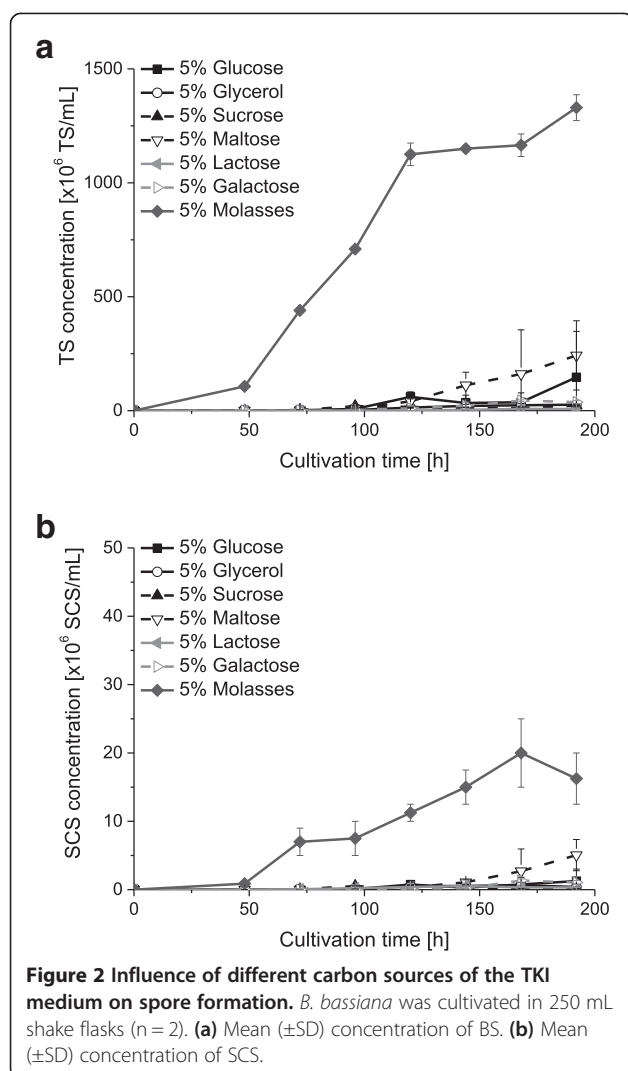 a
1500
1000
500
0
TS concentration [x10⁶ TS/mL]
5% Glucose
5% Glycerol
5% Sucrose
5% Maltose
5% Lactose
5% Galactose
5% Molasses
0 50 100 150 200
Cultivation time [h]
b
50
40
30
20
10
0
SCS concentration [x10⁶ SCS/mL]
5% Glucose
5% Glycerol
5% Sucrose
5% Maltose
5% Lactose
5% Galactose
5% Molasses
0 50 100 150 200
Cultivation time [h]
Figure 2 Influence of different carbon sources of the TKI
medium on spore formation. B. bassiana was cultivated in 250 mL
shake flasks (n = 2). (a) Mean (±SD) concentration of BS. (b) Mean
(±SD) concentration of SCS.